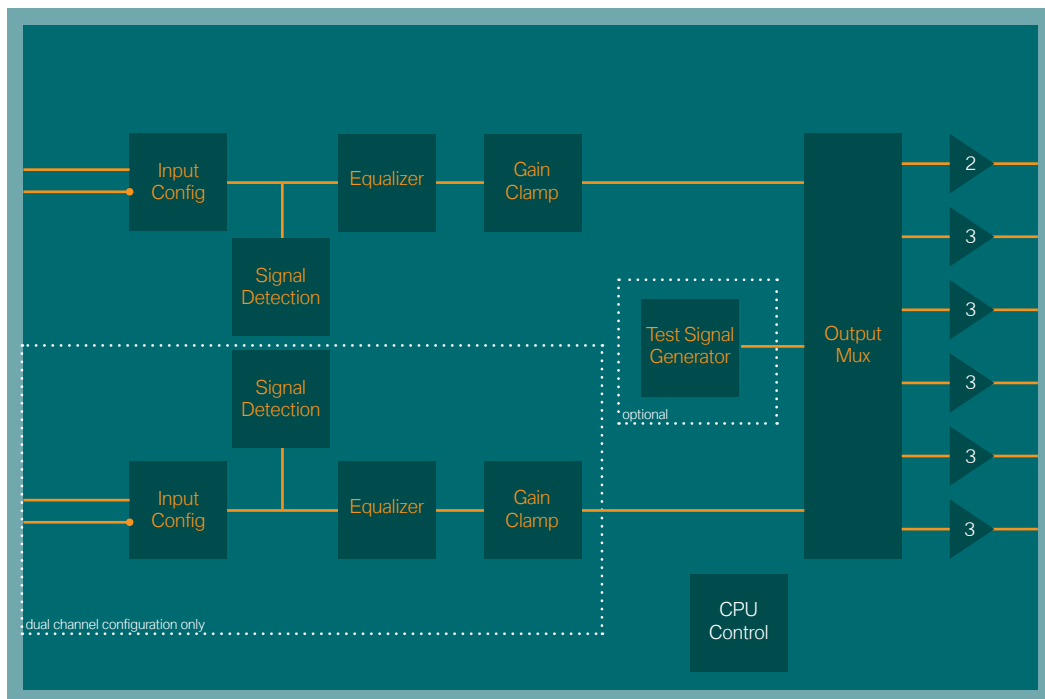 Input
Config
Equalizer
Gain
Clamp
2
3
Signal
Detection
3
Test Signal
Generator
Output
Mux
optional
Signal
Detection
3
3
Input
Config
Equalizer
Gain
Clamp
3
dual channel configuration only
CPU
Control